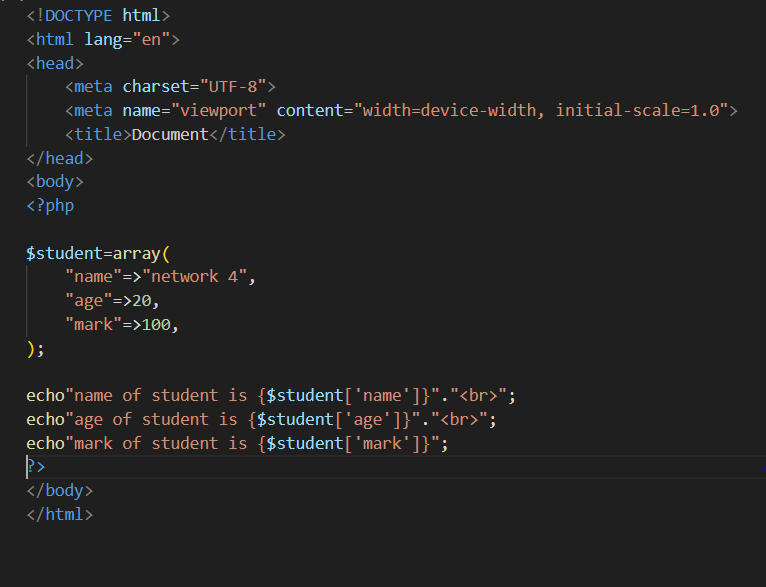 <!DOCTYPE html>
<html lang="en">
<head>
    <meta charset="UTF-8">
    <meta name="viewport" content="width=device-width, initial-scale=1.0">
    <title>Document</title>
</head>
<body>
<?php

$student=array(
    "name"=>"network 4",
    "age"=>20,
    "mark"=>100,
);

echo"name of student is {$student['name']}"."<br>";
echo"age of student is {$student['age']}"."<br>";
echo"mark of student is {$student['mark']}";
?>
</body>
</html>